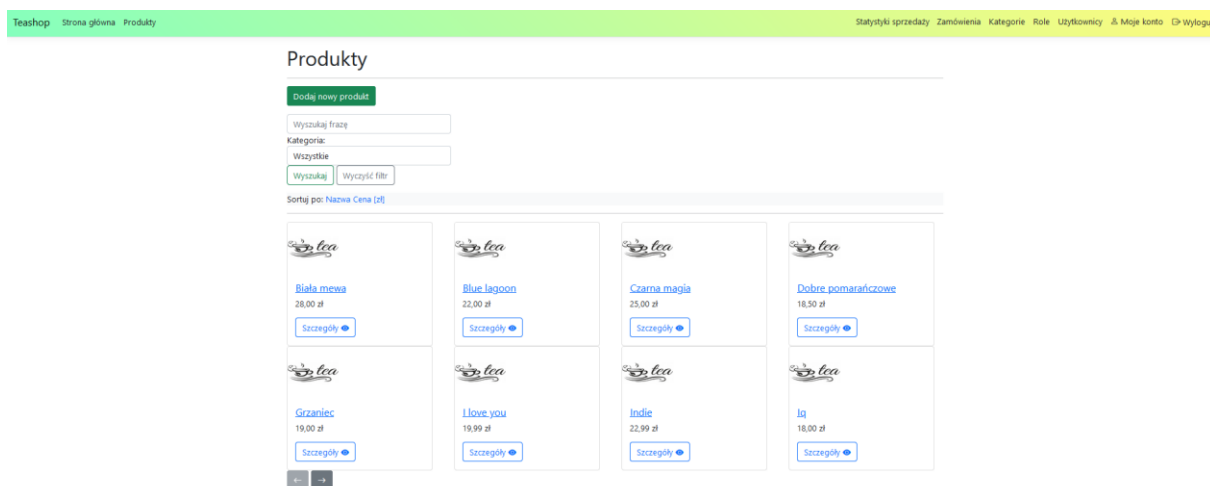 Teashop Strona główna Produkty Statystyki sprzedaży Zamówienia Kategorie Role Użytkownicy Moje konto Wylogu
Produkty
Dodaj nowy produkt
Wyszukaj frazę
Kategoria:
Wszystkie
Wyszukaj Wyczyść filtr
Sortuj po: Nazwa Cena [zł]
tea tea tea tea
Biała mewa Blue lagoon Czarna magia Dobre pomarańczowe
28,00 zł 22,00 zł 25,00 zł 18,50 zł
Szczegóły Szczegóły Szczegóły Szczegóły
tea tea tea tea
Grzaniec I love you Indie Iq
19,00 zł 19,99 zł 22,99 zł 18,00 zł
Szczegóły Szczegóły Szczegóły Szczegóły
← →